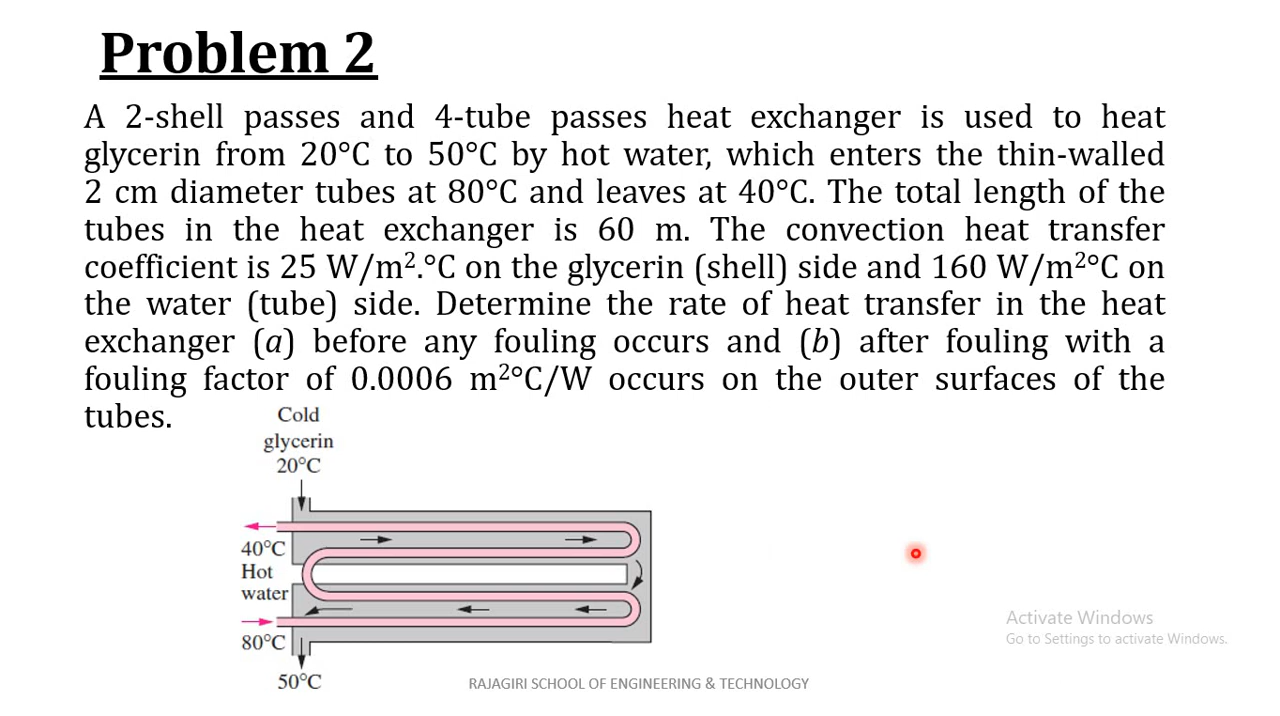 Problem 2
A 2-shell passes and 4-tube passes heat exchanger is used to heat
glycerin from 20°C to 50°C by hot water, which enters the thin-walled
2 cm diameter tubes at 80°C and leaves at 40°C. The total length of the
tubes in the heat exchanger is 60 m. The convection heat transfer
coefficient is 25 W/m².°C on the glycerin (shell) side and 160 W/m²°C on
the water (tube) side. Determine the rate of heat transfer in the heat
exchanger (a) before any fouling occurs and (b) after fouling with a
fouling factor of 0.0006 m²°C/W occurs on the outer surfaces of the
tubes.
Cold
glycerin
20°C
40°C
Hot
water
80°C
50°C
Activate Windows
Go to Settings to activate Windows.
RAJAGIRI SCHOOL OF ENGINEERING & TECHNOLOGY